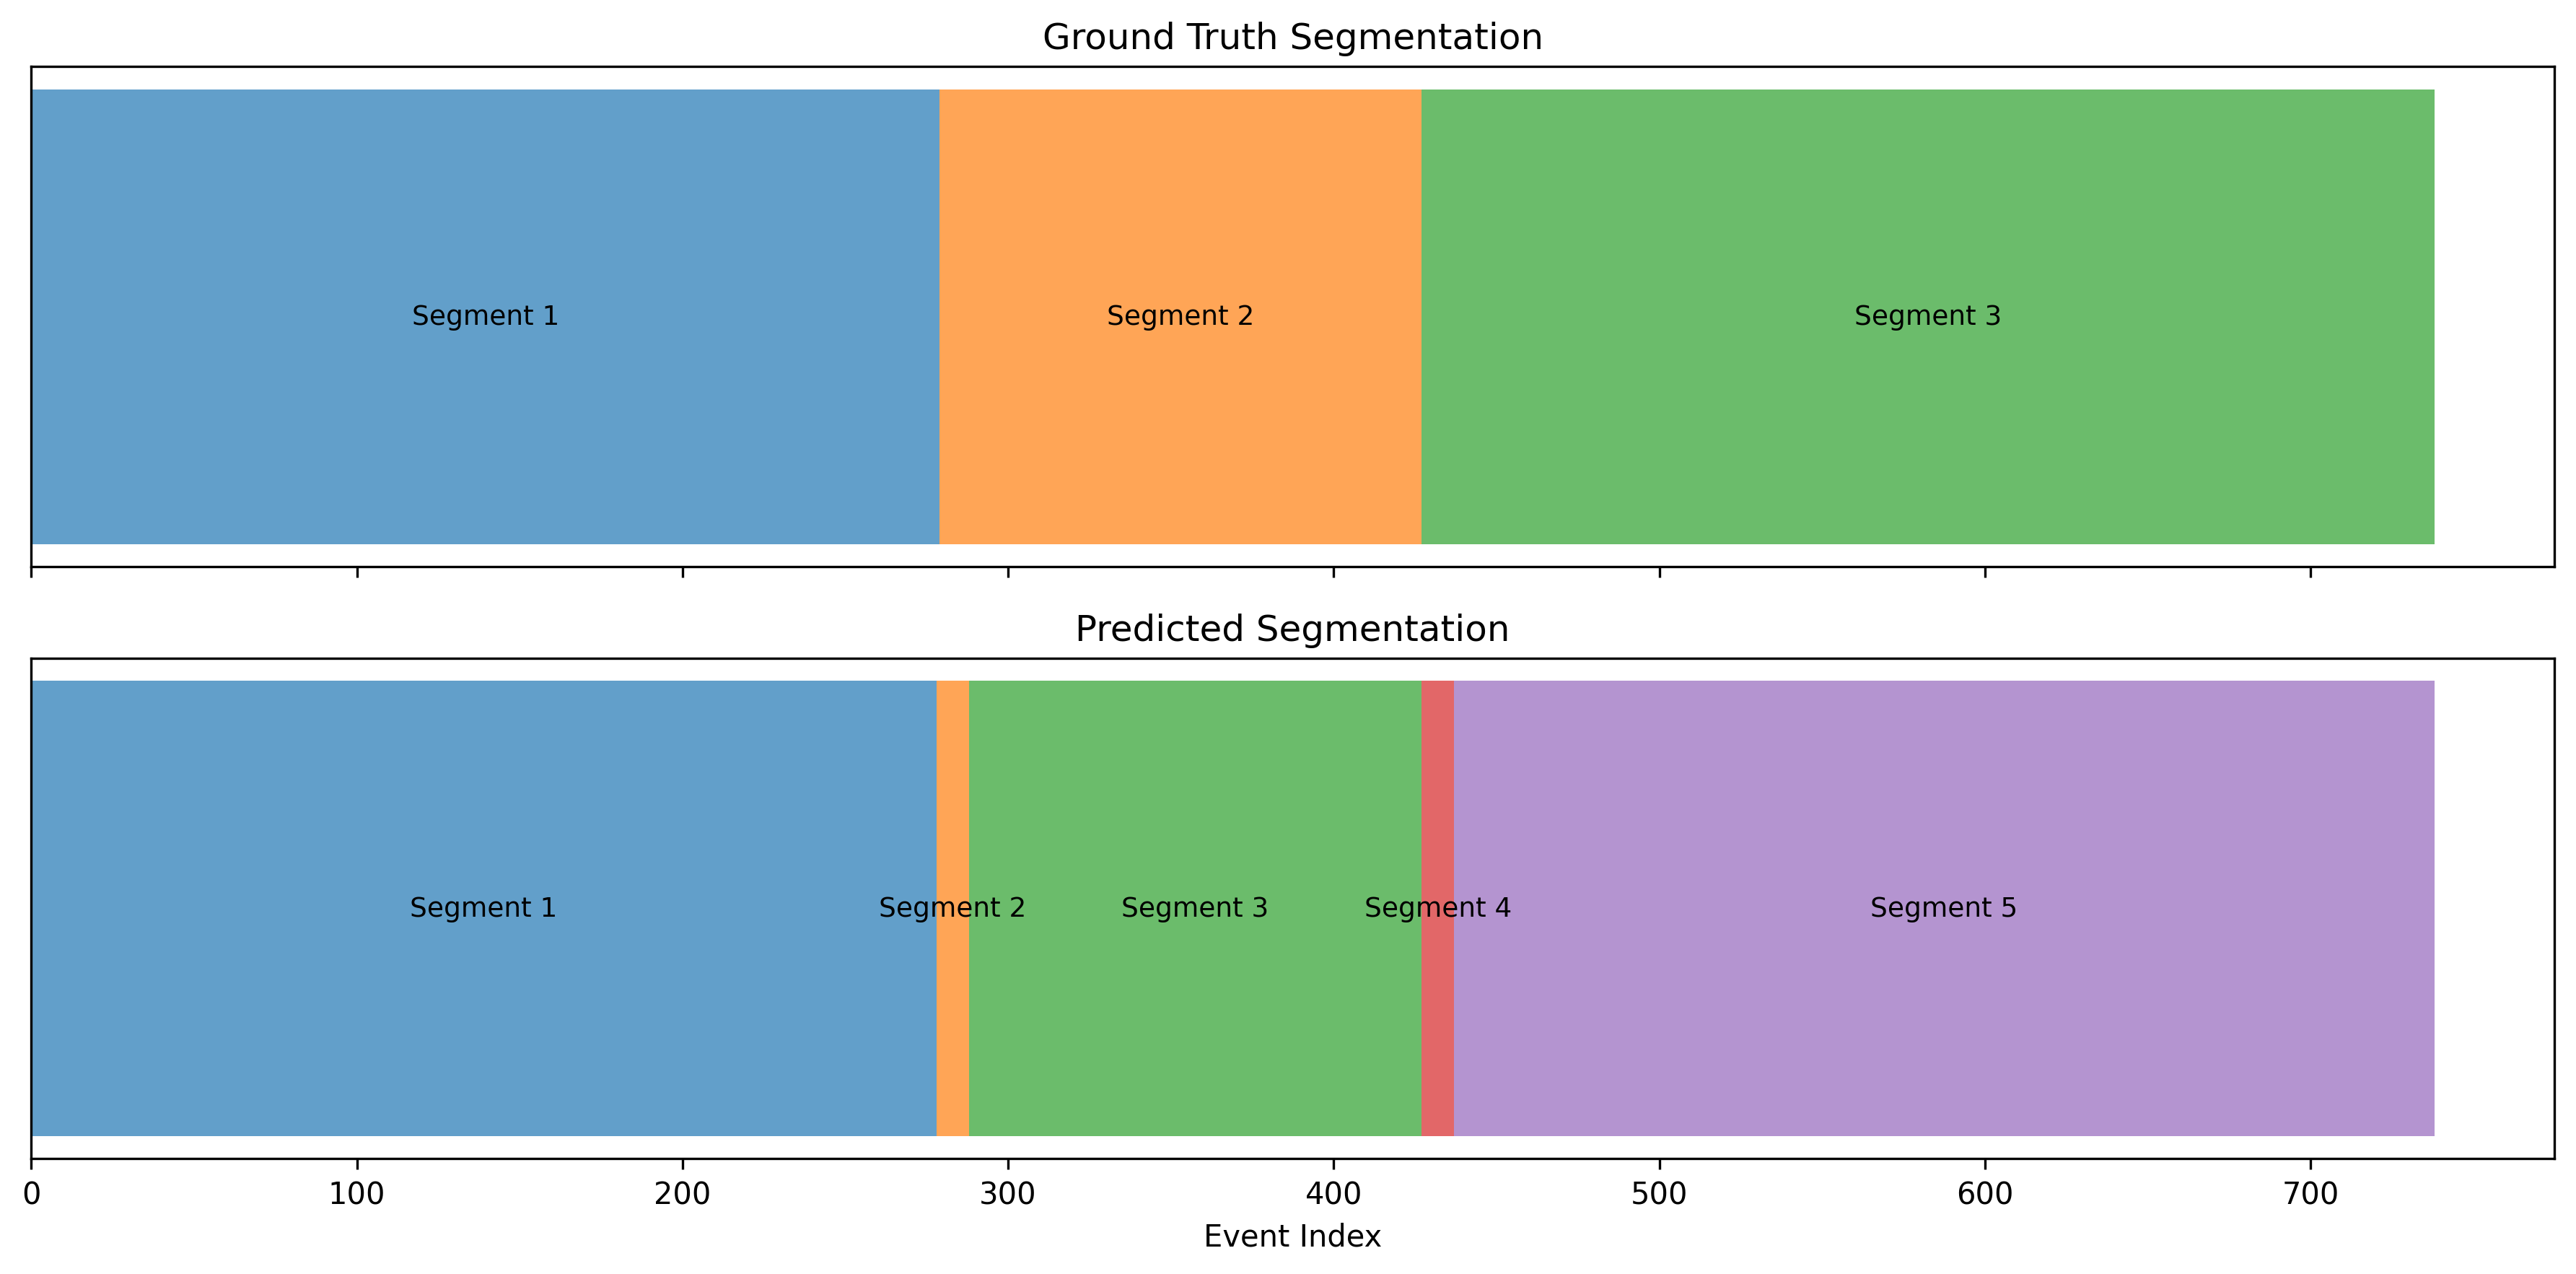 Ground Truth Segmentation
Segment 1 Segment 2 Segment 3
Predicted Segmentation
Segment 1 Segment 2 Segment 3 Segment 4 Segment 5
0 100 200 300 400 500 600 700
Event Index